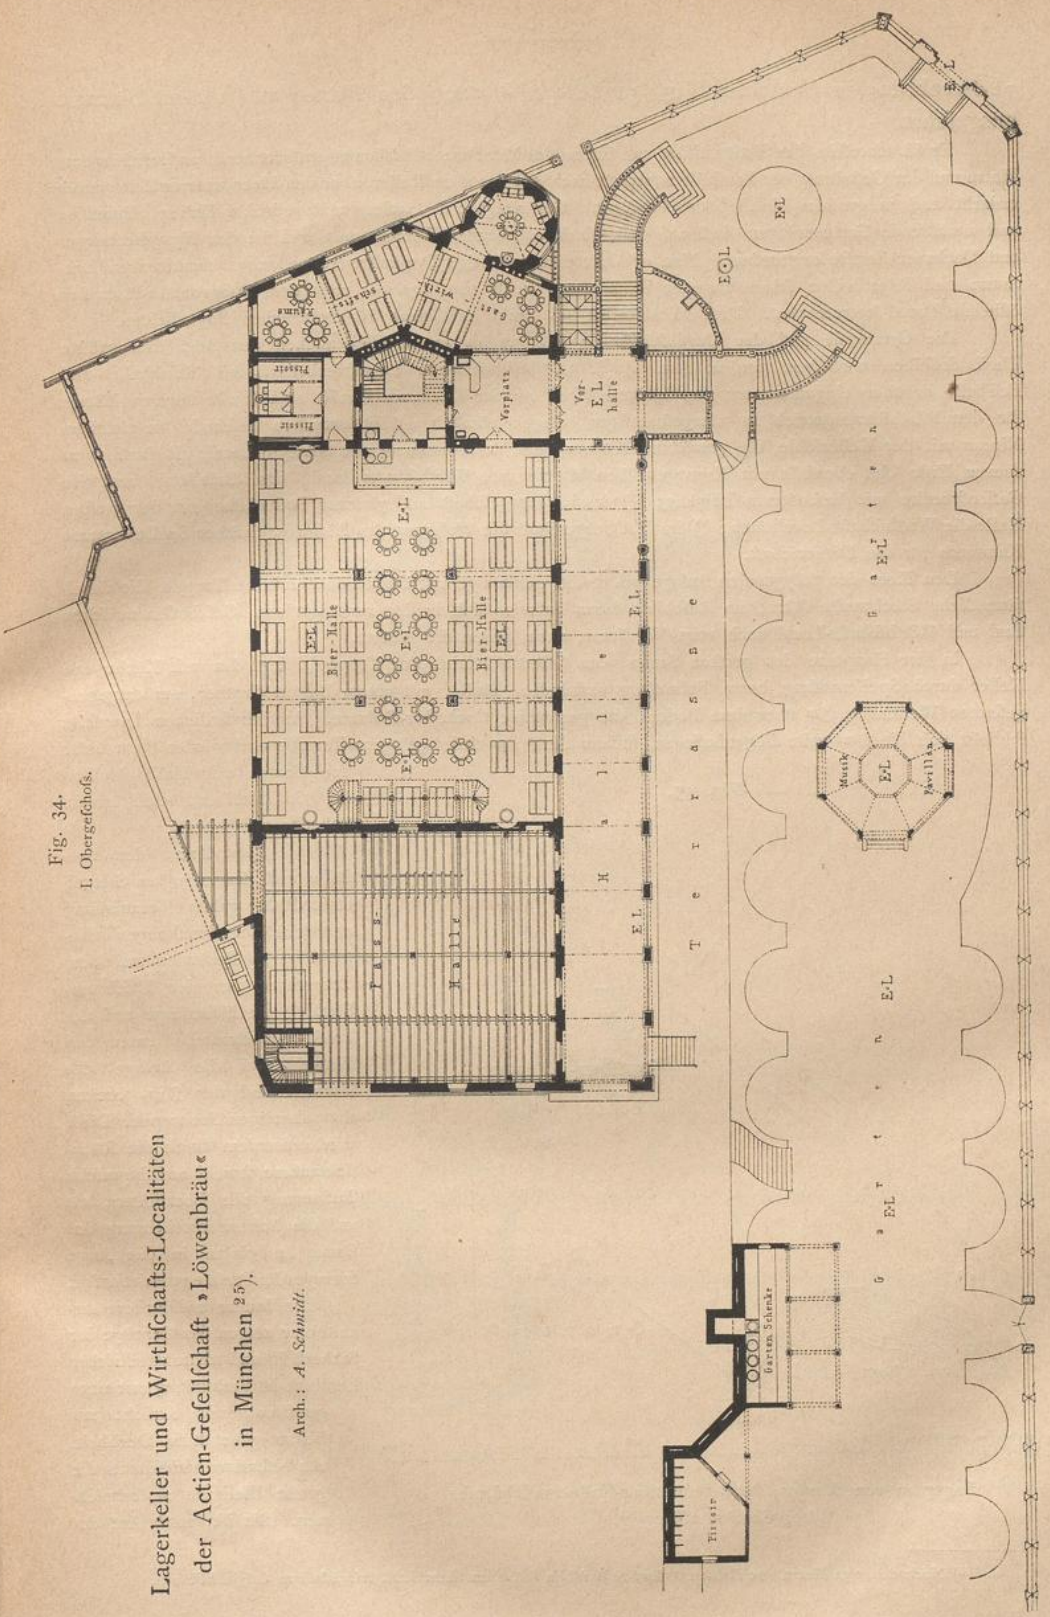 Fig. 34.
I. Obergeſchoſs.
Lagerkeller und Wirthſchafts-Localitäten
der Actien-Geſellſchaft »Löwenbräu«
in München ²⁵).
Arch.: A. Schmidt.
Gast
wirth
schafts
Räume
Pissoir
Pissoir
Vorplatz
Vor-
E L
halle
E·L
E·L
E·L
E·L
Bier-Halle
E·L
E·L
Bier-Halle
E·L
E·L
E·L
Fass-
Halle
Halle
E L
E L
Terrasse
Garten
E·L
Musik
E·L
Pavillon
E·L
Garten
E·L
Garten Schenke
Pissoir